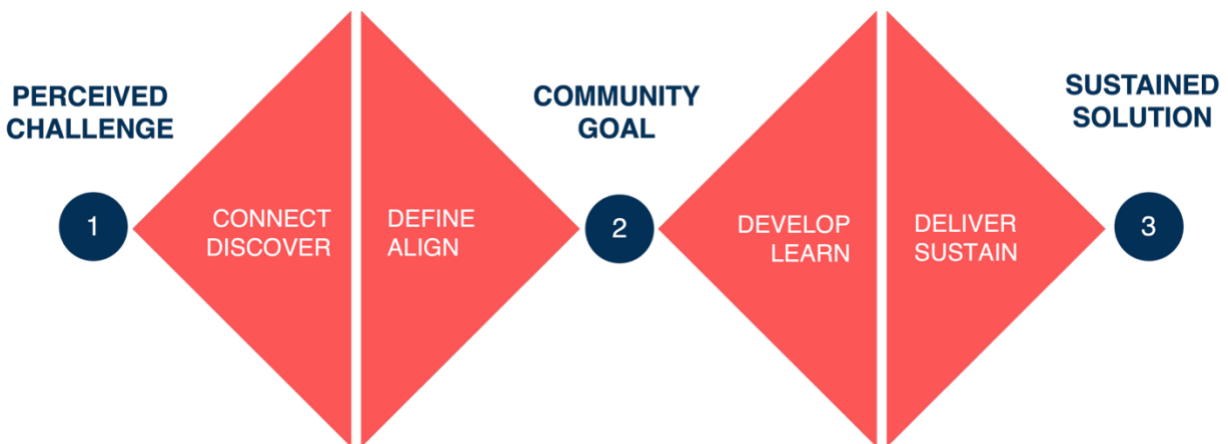 PERCEIVED
CHALLENGE
1
CONNECT
DISCOVER
DEFINE
ALIGN
COMMUNITY
GOAL
2
DEVELOP
LEARN
DELIVER
SUSTAIN
SUSTAINED
SOLUTION
3